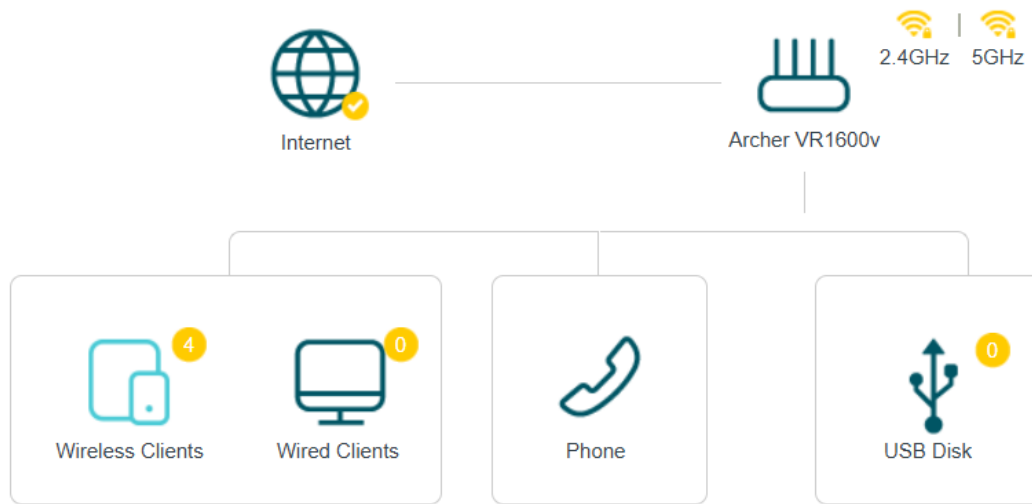 2.4GHz | 5GHz
Internet
Archer VR1600v
4
0
0
Wireless Clients
Wired Clients
Phone
USB Disk